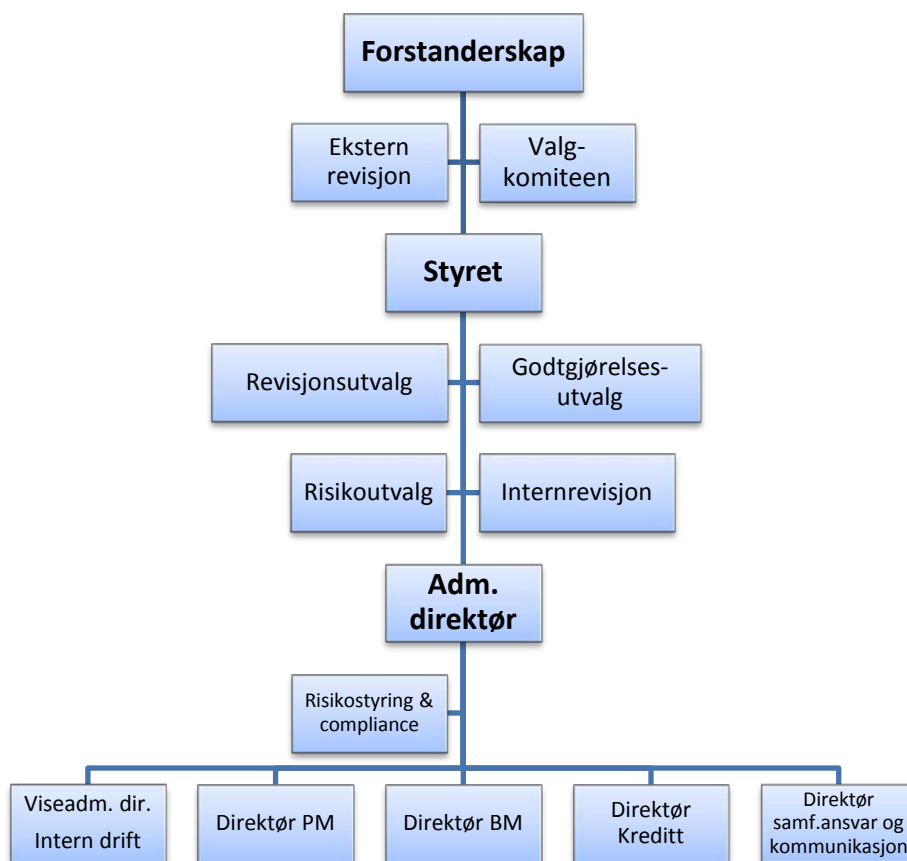 Forstanderskap
Ekstern
revisjon
Valg-
komiteen
Styret
Revisjonsutvalg
Godtgjørelses-
utvalg
Risikoutvalg
Internrevisjon
Adm.
direktør
Risikostyring &
compliance
Viseadm. dir.
Intern drift
Direktør PM
Direktør BM
Direktør
Kreditt
Direktør
samf.ansvar og
kommunikasjon